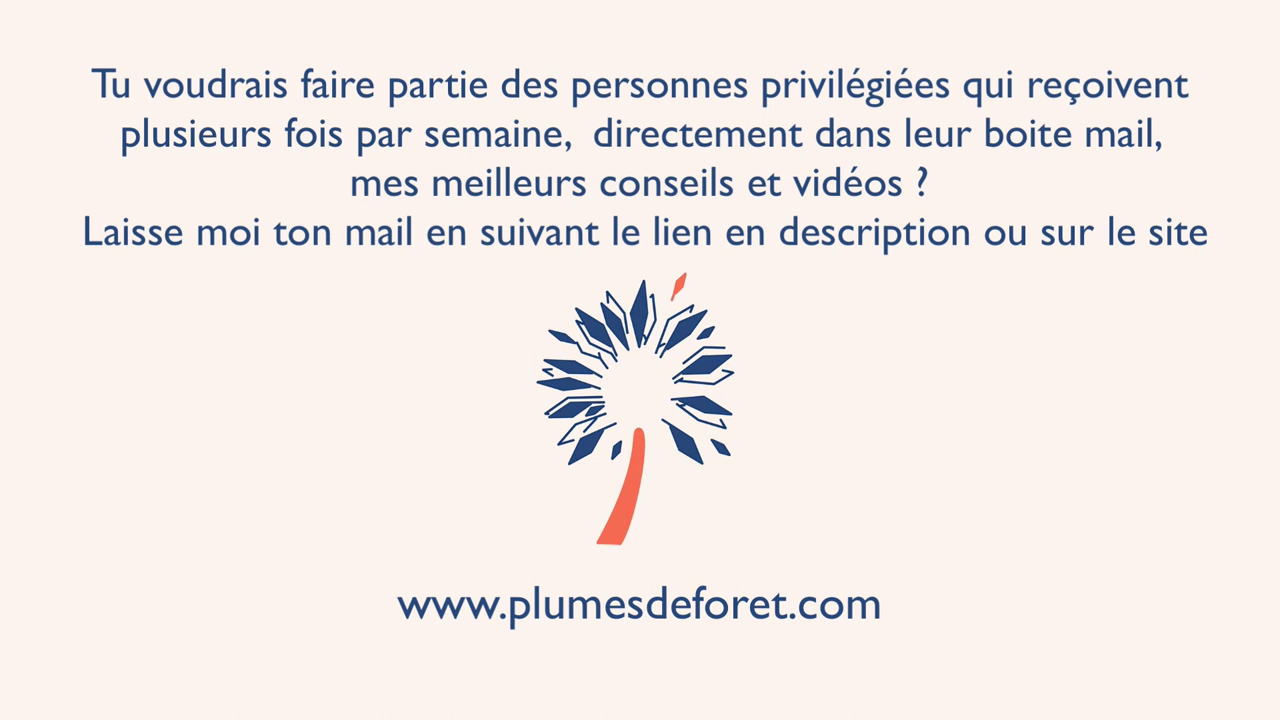 Tu voudrais faire partie des personnes privilégiées qui reçoivent
plusieurs fois par semaine,  directement dans leur boite mail,
mes meilleurs conseils et vidéos ?
Laisse moi ton mail en suivant le lien en description ou sur le site
www.plumesdeforet.com